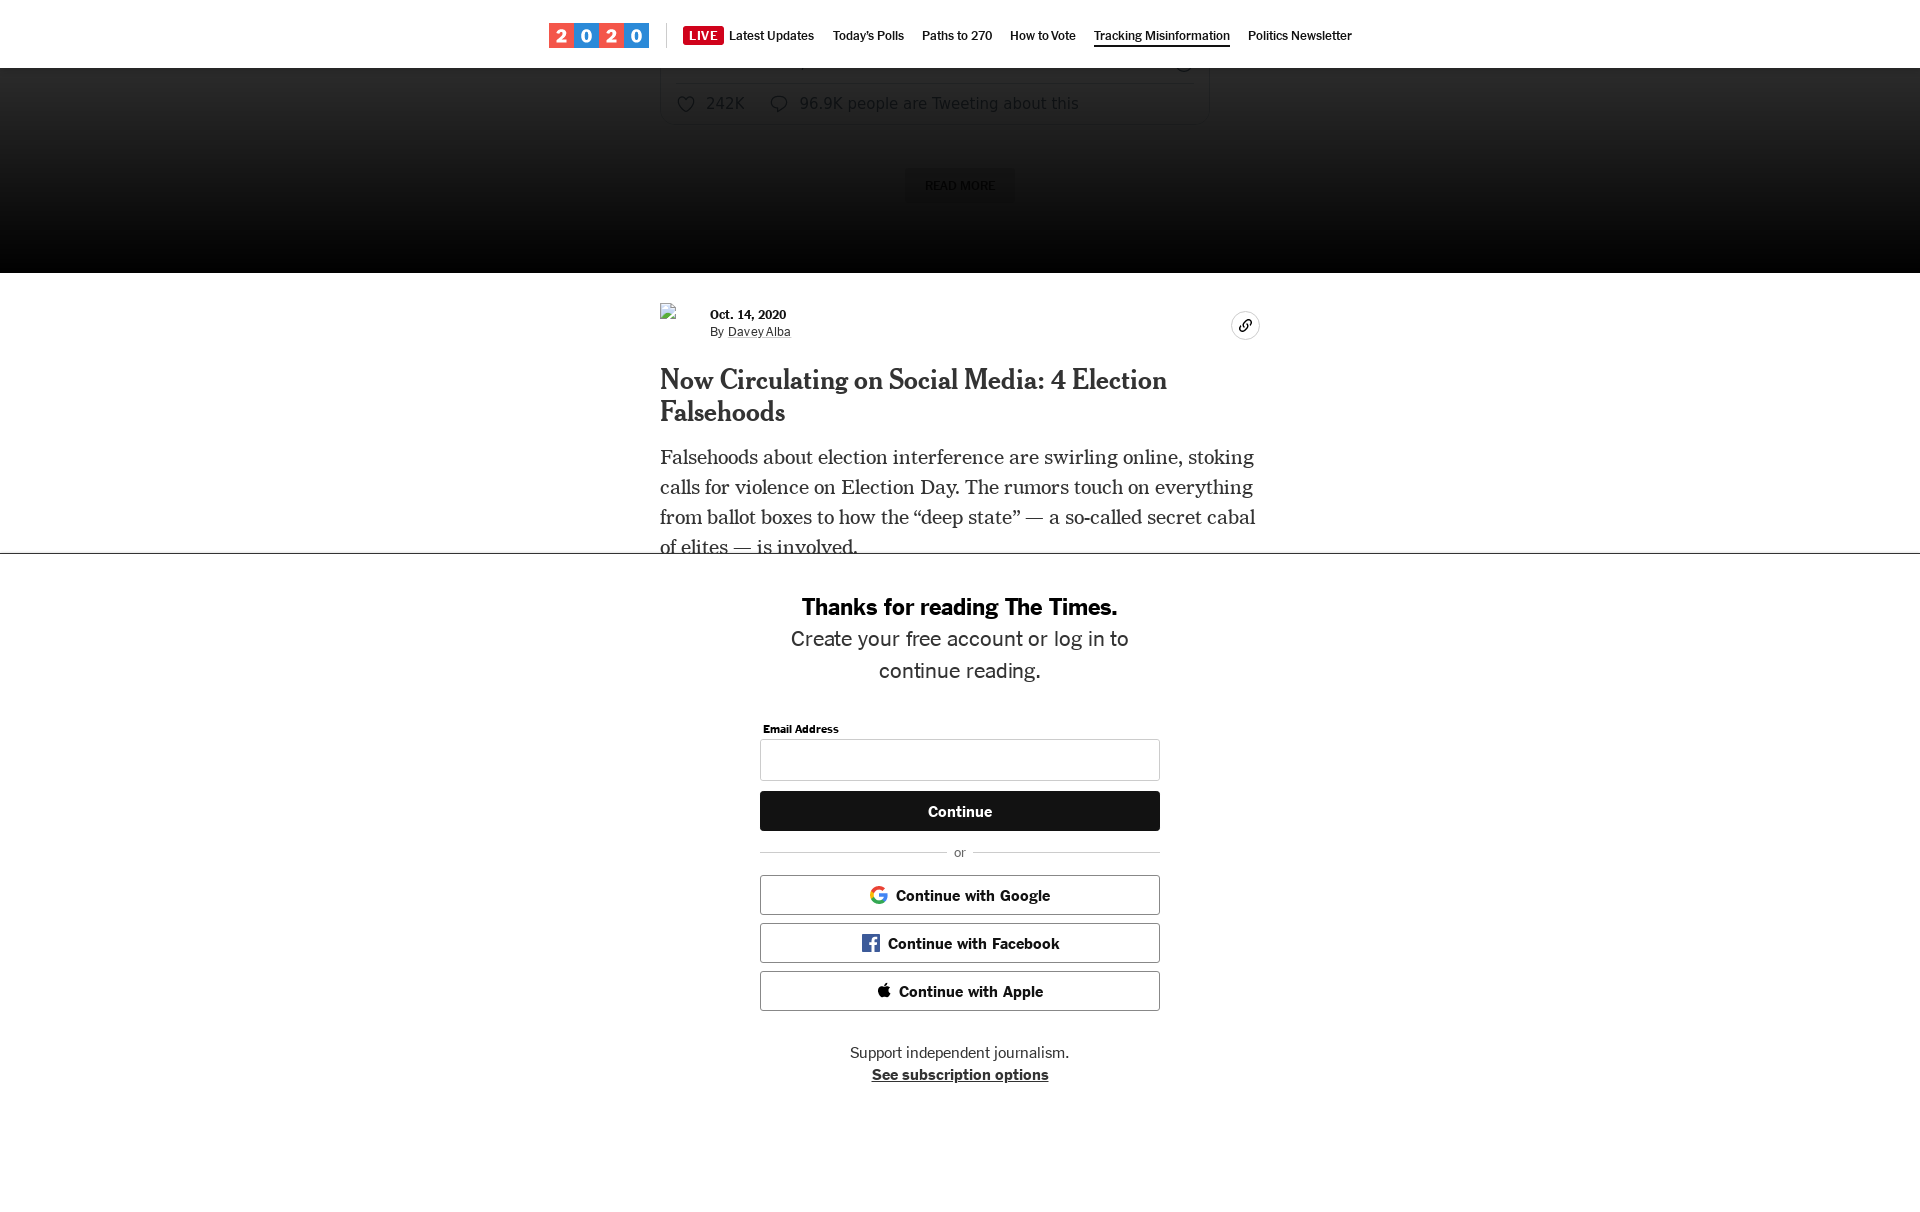 2020
LIVE Latest Updates Today's Polls Paths to 270 How to Vote Tracking Misinformation Politics Newsletter
242K 96.9K people are Tweeting about this
READ MORE
Oct. 14, 2020
By Davey Alba
Now Circulating on Social Media: 4 Election
Falsehoods
Falsehoods about election interference are swirling online, stoking
calls for violence on Election Day. The rumors touch on everything
from ballot boxes to how the “deep state” — a so-called secret cabal
of elites — is involved.
Thanks for reading The Times.
Create your free account or log in to
continue reading.
Email Address
Continue
or
Continue with Google
Continue with Facebook
Continue with Apple
Support independent journalism.
See subscription options